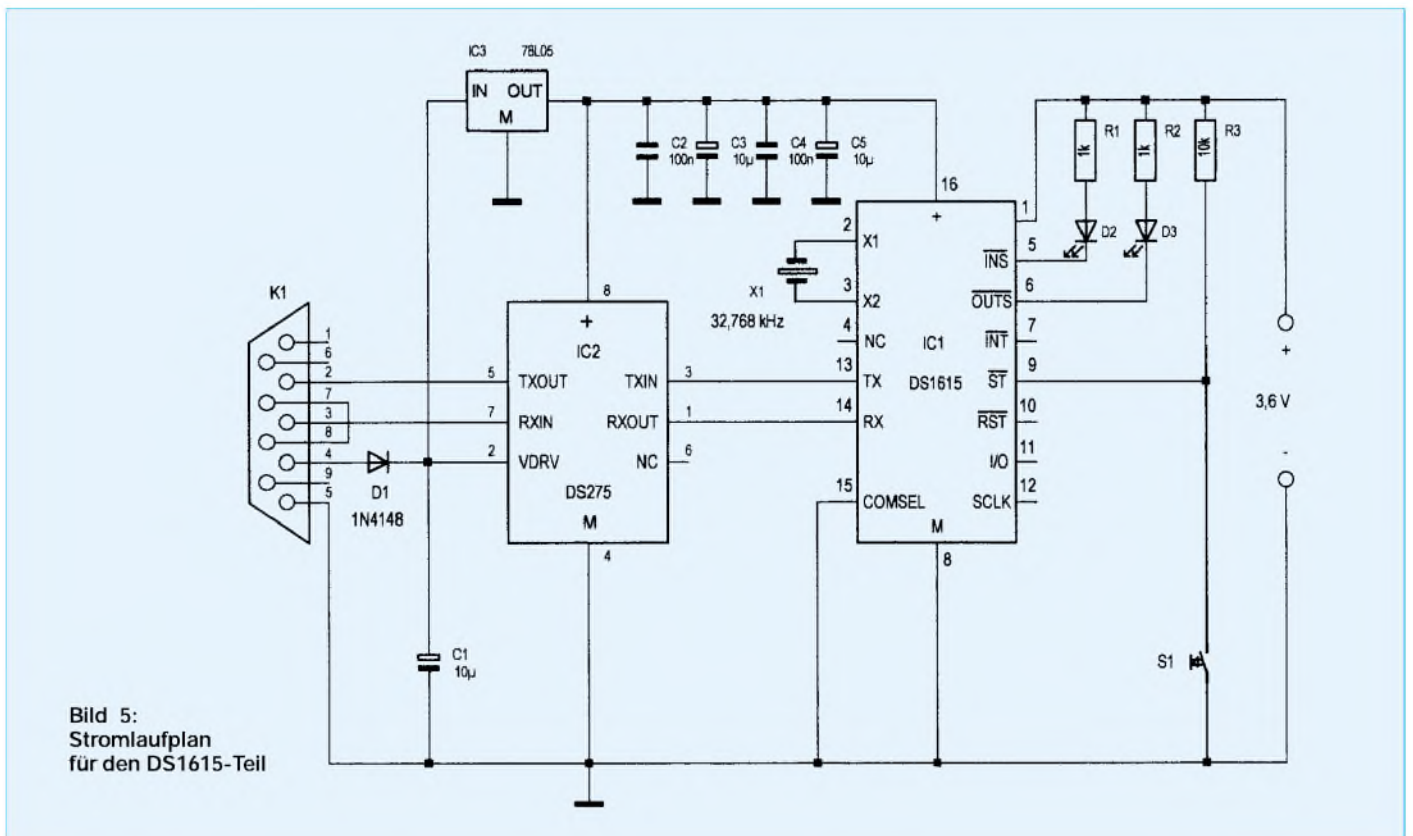 IC3 78L05
IN OUT
M
C2
100n
C3
10µ
C4
100n
C5
10µ
R1
1k
R2
1k
R3
10k
D2
D3
K1
1
6
2
7
3
8
4
9
5
D1
1N4148
C1
10µ
8
+
IC2
5 TXOUT TXIN 3
7 RXIN RXOUT 1
2 VDRV NC 6
DS275
M
4
X1
32,768 kHz
16
+
1
2 X1
INS 5
3 X2
OUTS 6
4 NC
INT 7
IC1
DS1615
13 TX
ST 9
14 RX
RST 10
I/O 11
15 COMSEL
SCLK 12
M
8
+
3,6 V
-
S1
Bild 5:
Stromlaufplan
für den DS1615-Teil